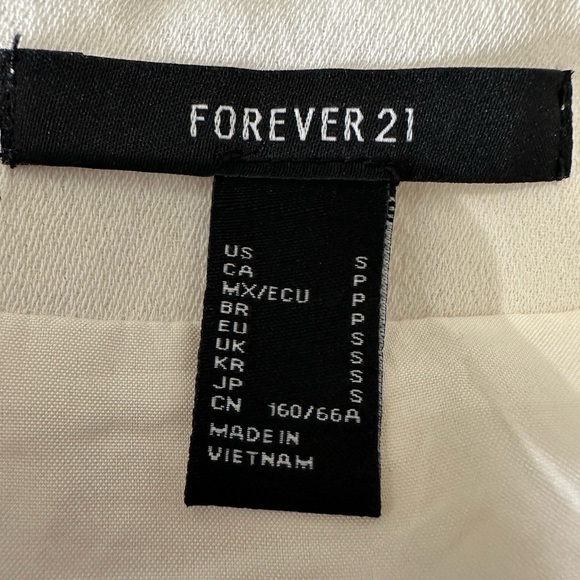 FOREVER 21
US S
CA P
MX/ECU P
BR P
EU S
UK S
KR S
JP S
CN 160/66A
MADE IN
VIETNAM